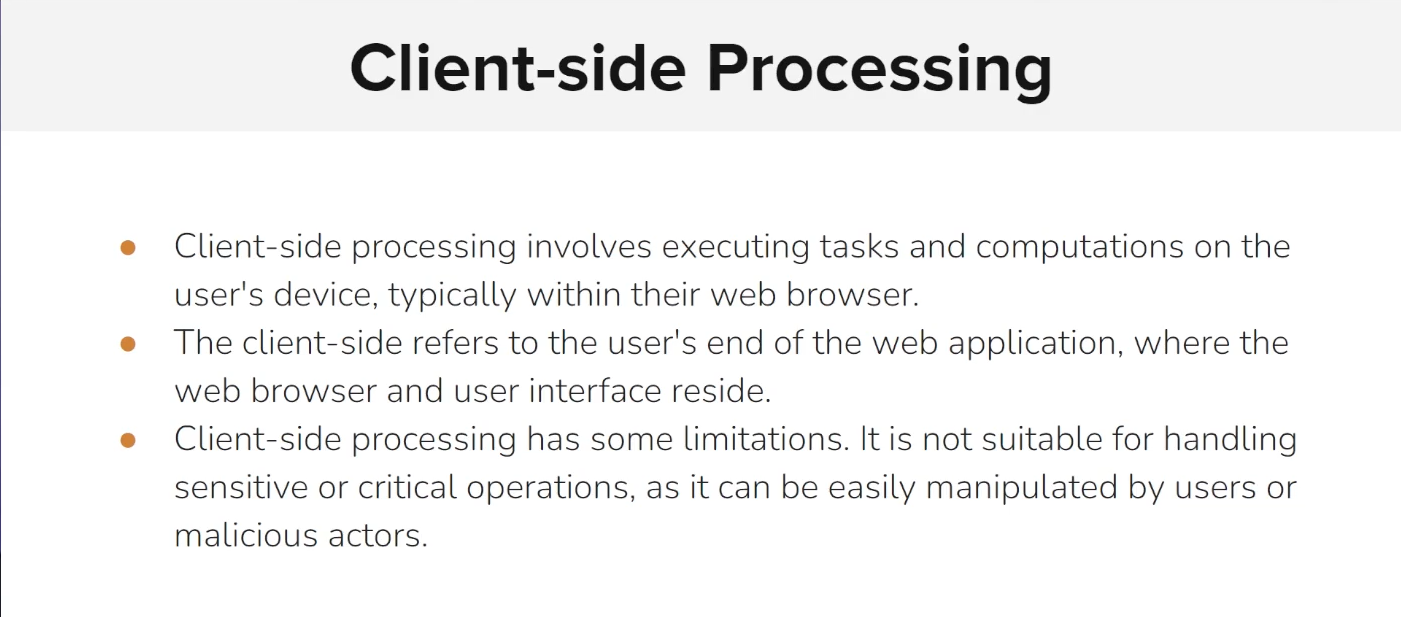 Client-side Processing
● Client-side processing involves executing tasks and computations on the
user's device, typically within their web browser.
● The client-side refers to the user's end of the web application, where the
web browser and user interface reside.
● Client-side processing has some limitations. It is not suitable for handling
sensitive or critical operations, as it can be easily manipulated by users or
malicious actors.